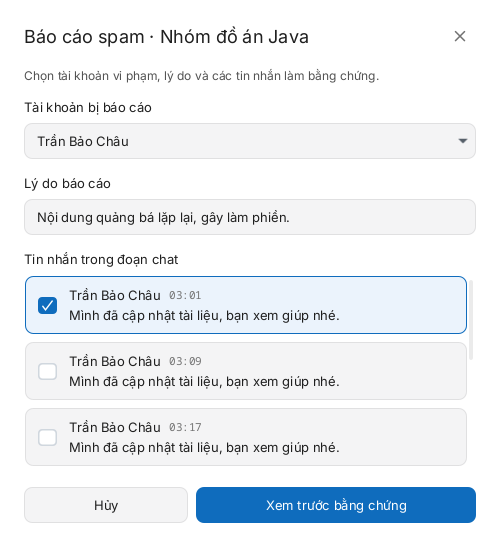 Báo cáo spam · Nhóm đồ án Java
Chọn tài khoản vi phạm, lý do và các tin nhắn làm bằng chứng.
Tài khoản bị báo cáo
Trần Bảo Châu
Lý do báo cáo
Nội dung quảng bá lặp lại, gây làm phiền.
Tin nhắn trong đoạn chat
Trần Bảo Châu 03:01
Mình đã cập nhật tài liệu, bạn xem giúp nhé.
Trần Bảo Châu 03:09
Mình đã cập nhật tài liệu, bạn xem giúp nhé.
Trần Bảo Châu 03:17
Mình đã cập nhật tài liệu, bạn xem giúp nhé.
Hủy
Xem trước bằng chứng